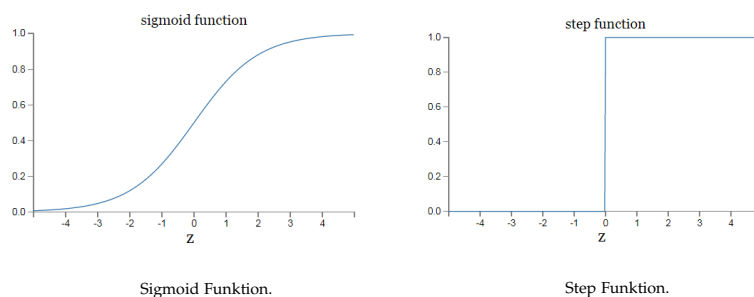 sigmoid function
1.0
0.8
0.6
0.4
0.2
0.0
-4 -3 -2 -1 0 1 2 3 4
Z
Sigmoid Funktion.
step function
1.0
0.8
0.6
0.4
0.2
0.0
-4 -3 -2 -1 0 1 2 3 4
Z
Step Funktion.